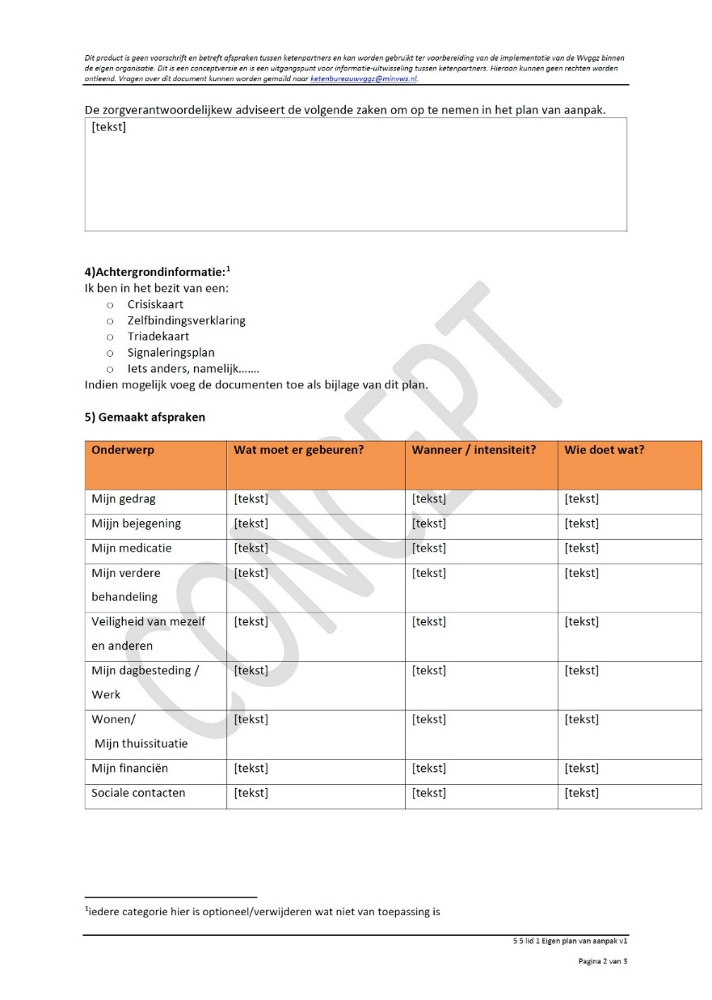 Dit product is geen voorschrift en betreft afspraken tussen ketenpartners en kan worden gebruikt ter voorbereiding van de implementatie van de Wvggz binnen
de eigen organisatie. Dit is een conceptversie en is een uitgangspunt voor informatie-uitwisseling tussen ketenpartners. Hieraan kunnen geen rechten worden
ontleend. Vragen over dit document kunnen worden gemaild naar ketenbureauwvggz@minvws.nl.
De zorgverantwoordelijkew adviseert de volgende zaken om op te nemen in het plan van aanpak.
[tekst]
4)Achtergrondinformatie:1
Ik ben in het bezit van een:
o Crisiskaart
o Zelfbindingsverklaring
o Triadekaart
o Signaleringsplan
o Iets anders, namelijk.......
Indien mogelijk voeg de documenten toe als bijlage van dit plan.
5) Gemaakt afspraken
Onderwerp Wat moet er gebeuren? Wanneer / intensiteit? Wie doet wat?
Mijn gedrag [tekst] [tekst] [tekst]
Mijjn bejegening [tekst] [tekst] [tekst]
Mijn medicatie [tekst] [tekst] [tekst]
Mijn verdere [tekst] [tekst] [tekst]
behandeling
Veiligheid van mezelf [tekst] [tekst] [tekst]
en anderen
Mijn dagbesteding / [tekst] [tekst] [tekst]
Werk
Wonen/ [tekst] [tekst] [tekst]
Mijn thuissituatie
Mijn financiën [tekst] [tekst] [tekst]
Sociale contacten [tekst] [tekst] [tekst]
CONCEPT
1iedere categorie hier is optioneel/verwijderen wat niet van toepassing is
5 5 lid 1 Eigen plan van aanpak v1
Pagina 2 van 3